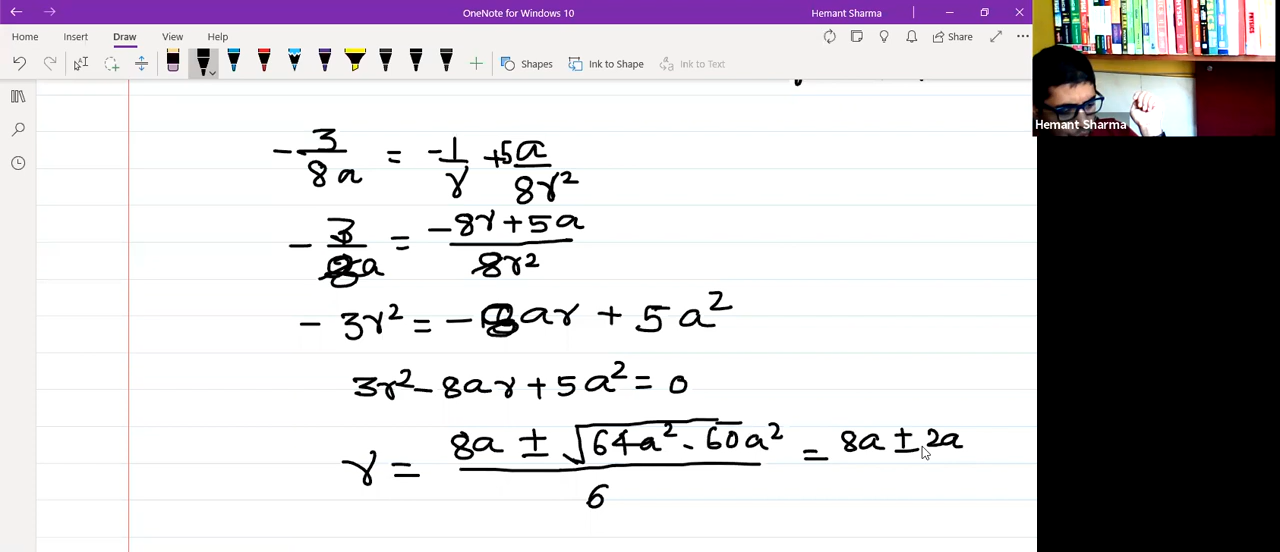 OneNote for Windows 10
Hemant Sharma
Home Insert Draw View Help
Share
Shapes Ink to Shape Ink to Text
Hemant Sharma
-3/8a = -1/r + 5a/8r²
-3/8a = (-8r + 5a)/8r²
-3r² = -8ar + 5a²
3r² - 8ar + 5a² = 0
r = (8a ± √(64a² - 60a²))/6 = 8a ± 2a